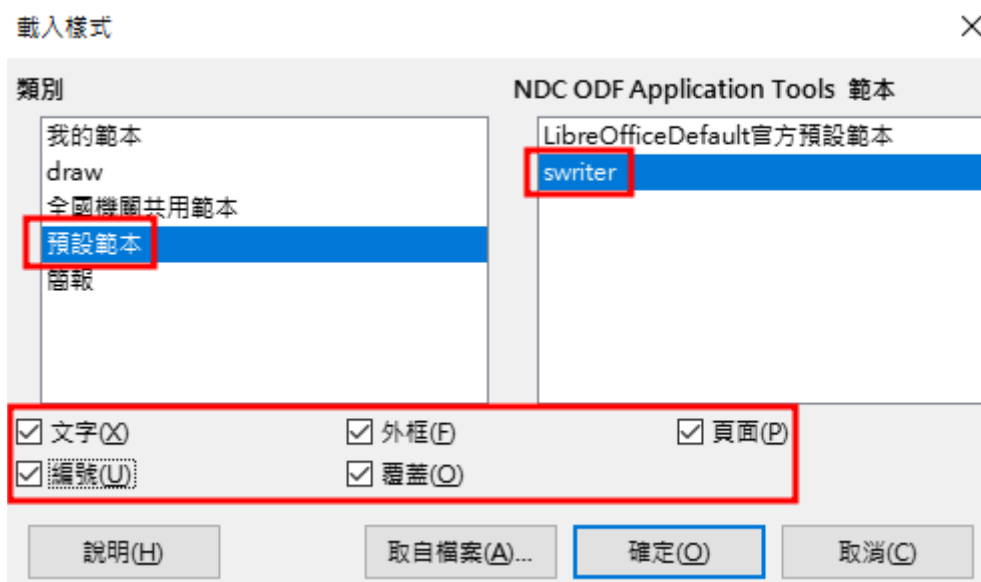 載入樣式
類別
NDC ODF Application Tools 範本
我的範本
draw
全國機關共用範本
預設範本
簡報
LibreOfficeDefault官方預設範本
swriter
文字(X) 外框(F) 頁面(P)
編號(U) 覆蓋(O)
說明(H) 取自檔案(A)... 確定(O) 取消(C)